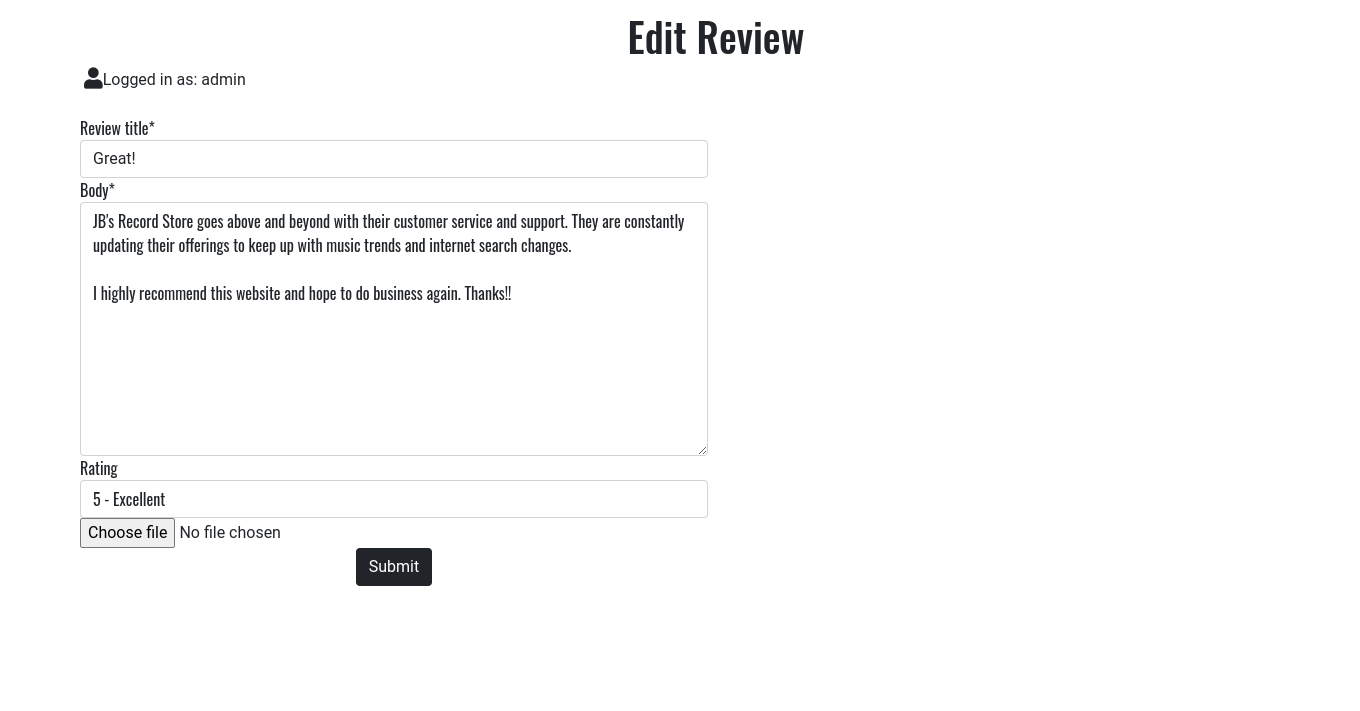 Edit Review
Logged in as: admin
Review title*
Great!
Body*
JB's Record Store goes above and beyond with their customer service and support. They are constantly
updating their offerings to keep up with music trends and internet search changes.
I highly recommend this website and hope to do business again. Thanks!!
Rating
5 - Excellent
Choose file No file chosen
Submit